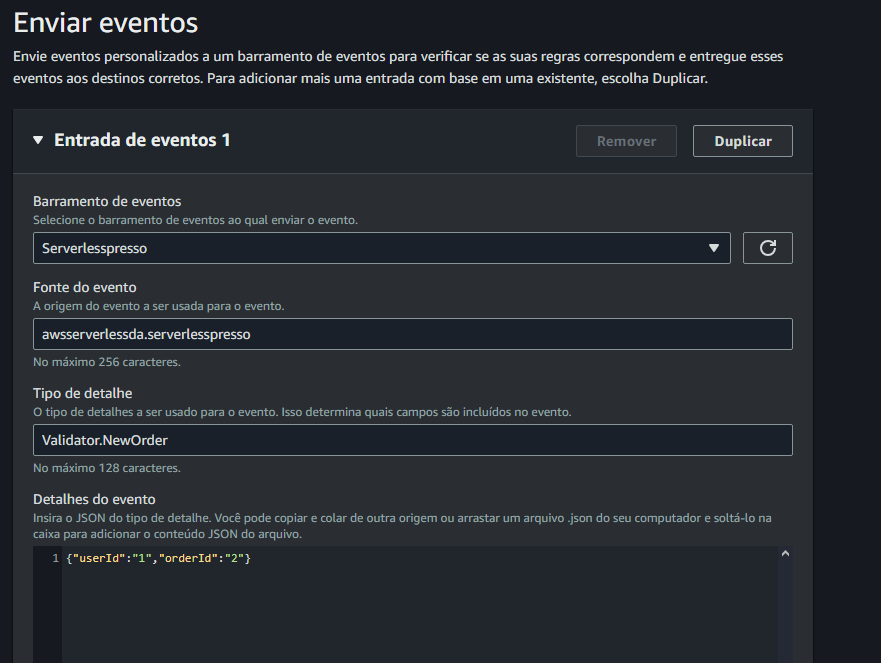 Enviar eventos
Envie eventos personalizados a um barramento de eventos para verificar se as suas regras correspondem e entregue esses
eventos aos destinos corretos. Para adicionar mais uma entrada com base em uma existente, escolha Duplicar.
Entrada de eventos 1
Remover
Duplicar
Barramento de eventos
Selecione o barramento de eventos ao qual enviar o evento.
Serverlesspresso
Fonte do evento
A origem do evento a ser usada para o evento.
awsserverlessda.serverlesspresso
No máximo 256 caracteres.
Tipo de detalhe
O tipo de detalhes a ser usado para o evento. Isso determina quais campos são incluídos no evento.
Validator.NewOrder
No máximo 128 caracteres.
Detalhes do evento
Insira o JSON do tipo de detalhe. Você pode copiar e colar de outra origem ou arrastar um arquivo .json do seu computador e soltá-lo na
caixa para adicionar o conteúdo JSON do arquivo.
1 {"userId":"1","orderId":"2"}